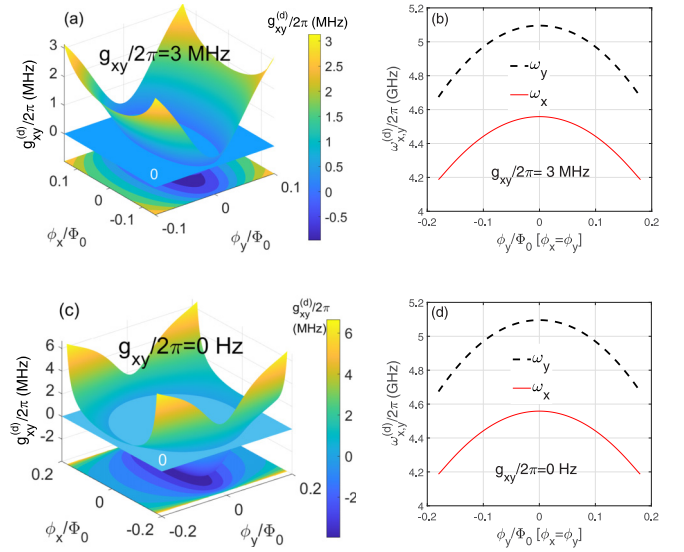 (a)
g_xy^(d)/2π (MHz)
g_xy/2π=3 MHz
g_xy^(d)/2π (MHz)
3
2
1
0
0
0.1
0
-0.1
-0.1
0
0.1
ϕ_x/Φ_0
ϕ_y/Φ_0
3
2.5
2
1.5
1
0.5
0
-0.5
(b)
ω_x,y^(d)/2π (GHz)
5.2
5
4.8
4.6
4.4
4.2
4
ω_y
ω_x
g_xy/2π= 3 MHz
-0.2 -0.1 0 0.1 0.2
ϕ_y/Φ_0 [ϕ_x=ϕ_y]
(c)
g_xy^(d)/2π
(MHz)
g_xy/2π=0 Hz
g_xy^(d)/2π (MHz)
6
4
2
0
-2
0
0.2
0
-0.2
-0.2
0
0.2
ϕ_x/Φ_0
ϕ_y/Φ_0
6
4
2
0
-2
(d)
ω_x,y^(d)/2π (GHz)
5.2
5
4.8
4.6
4.4
4.2
4
ω_y
ω_x
g_xy/2π=0 Hz
-0.2 -0.1 0 0.1 0.2
ϕ_y/Φ_0 [ϕ_x=ϕ_y]